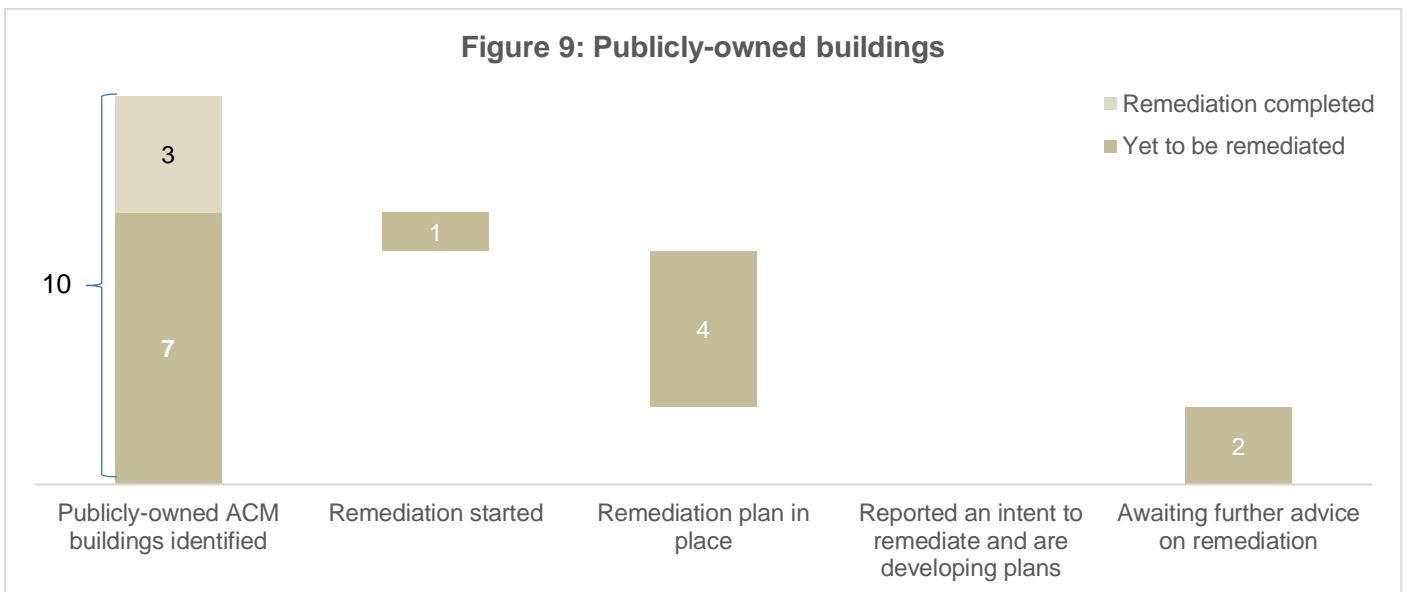 Figure 9: Publicly-owned buildings
Remediation completed
Yet to be remediated
3
1
10
4
7
2
Publicly-owned ACM
buildings identified
Remediation started
Remediation plan in
place
Reported an intent to
remediate and are
developing plans
Awaiting further advice
on remediation